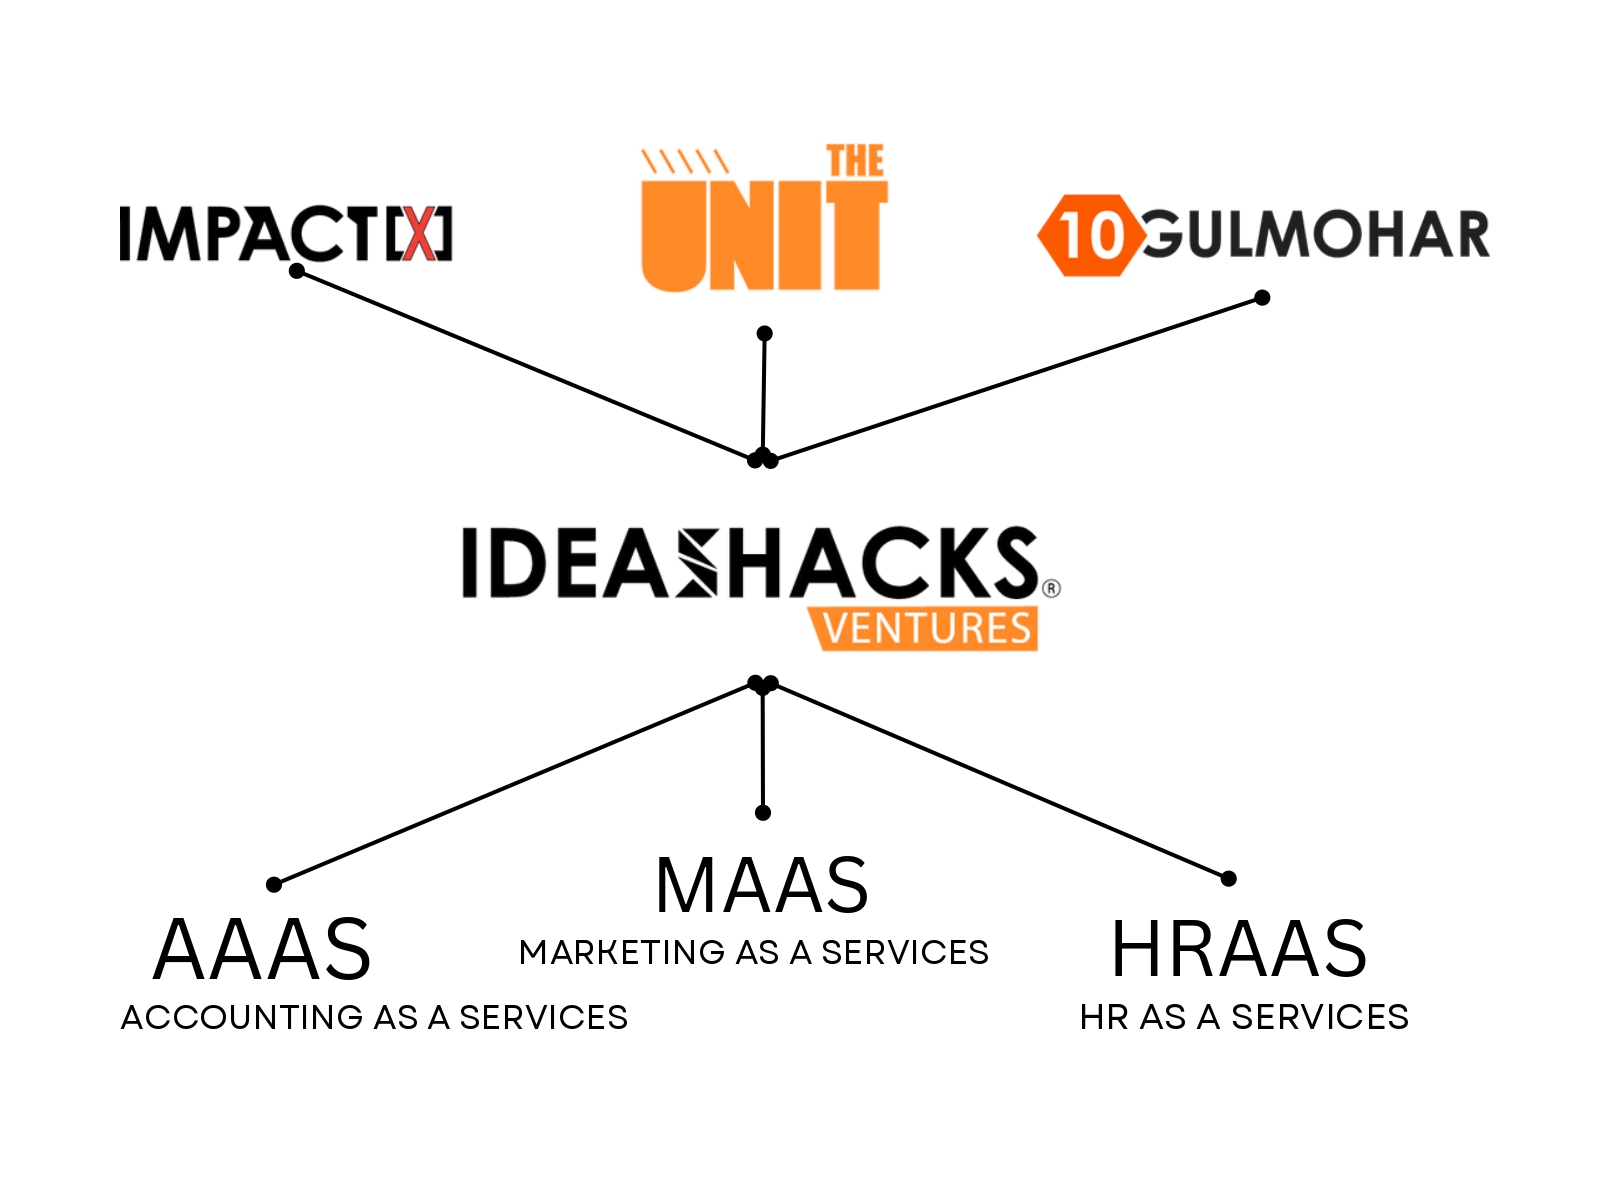 IMPACT[X]
THE
UNIT
10 GULMOHAR
IDEASHACKS®
VENTURES
AAAS
ACCOUNTING AS A SERVICES
MAAS
MARKETING AS A SERVICES
HRAAS
HR AS A SERVICES